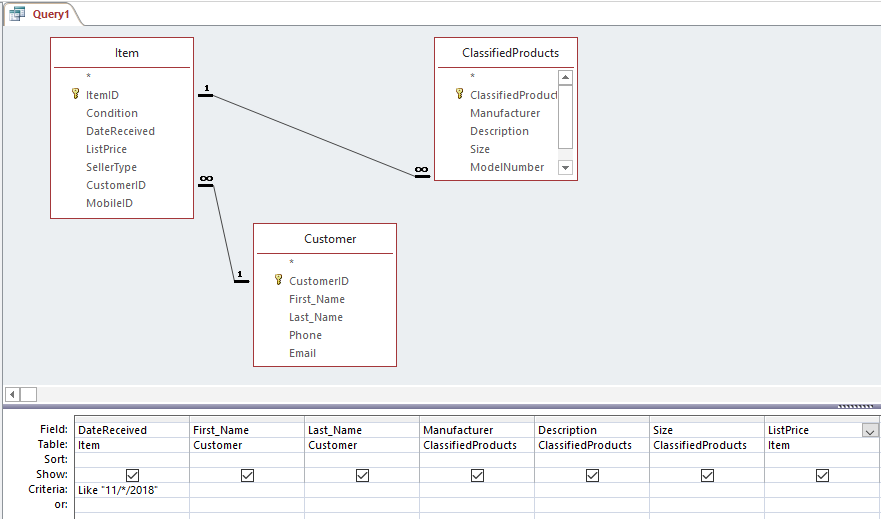 Query1
Item
*
ItemID
Condition
DateReceived
ListPrice
SellerType
CustomerID
MobileID
1
∞
ClassifiedProducts
*
ClassifiedProduct
Manufacturer
Description
Size
ModelNumber
∞
1
Customer
*
CustomerID
First_Name
Last_Name
Phone
Email
Field: DateReceived First_Name Last_Name Manufacturer Description Size ListPrice
Table: Item Customer Customer ClassifiedProducts ClassifiedProducts ClassifiedProducts Item
Sort:
Show:
Criteria: Like "11/*/2018"
or: